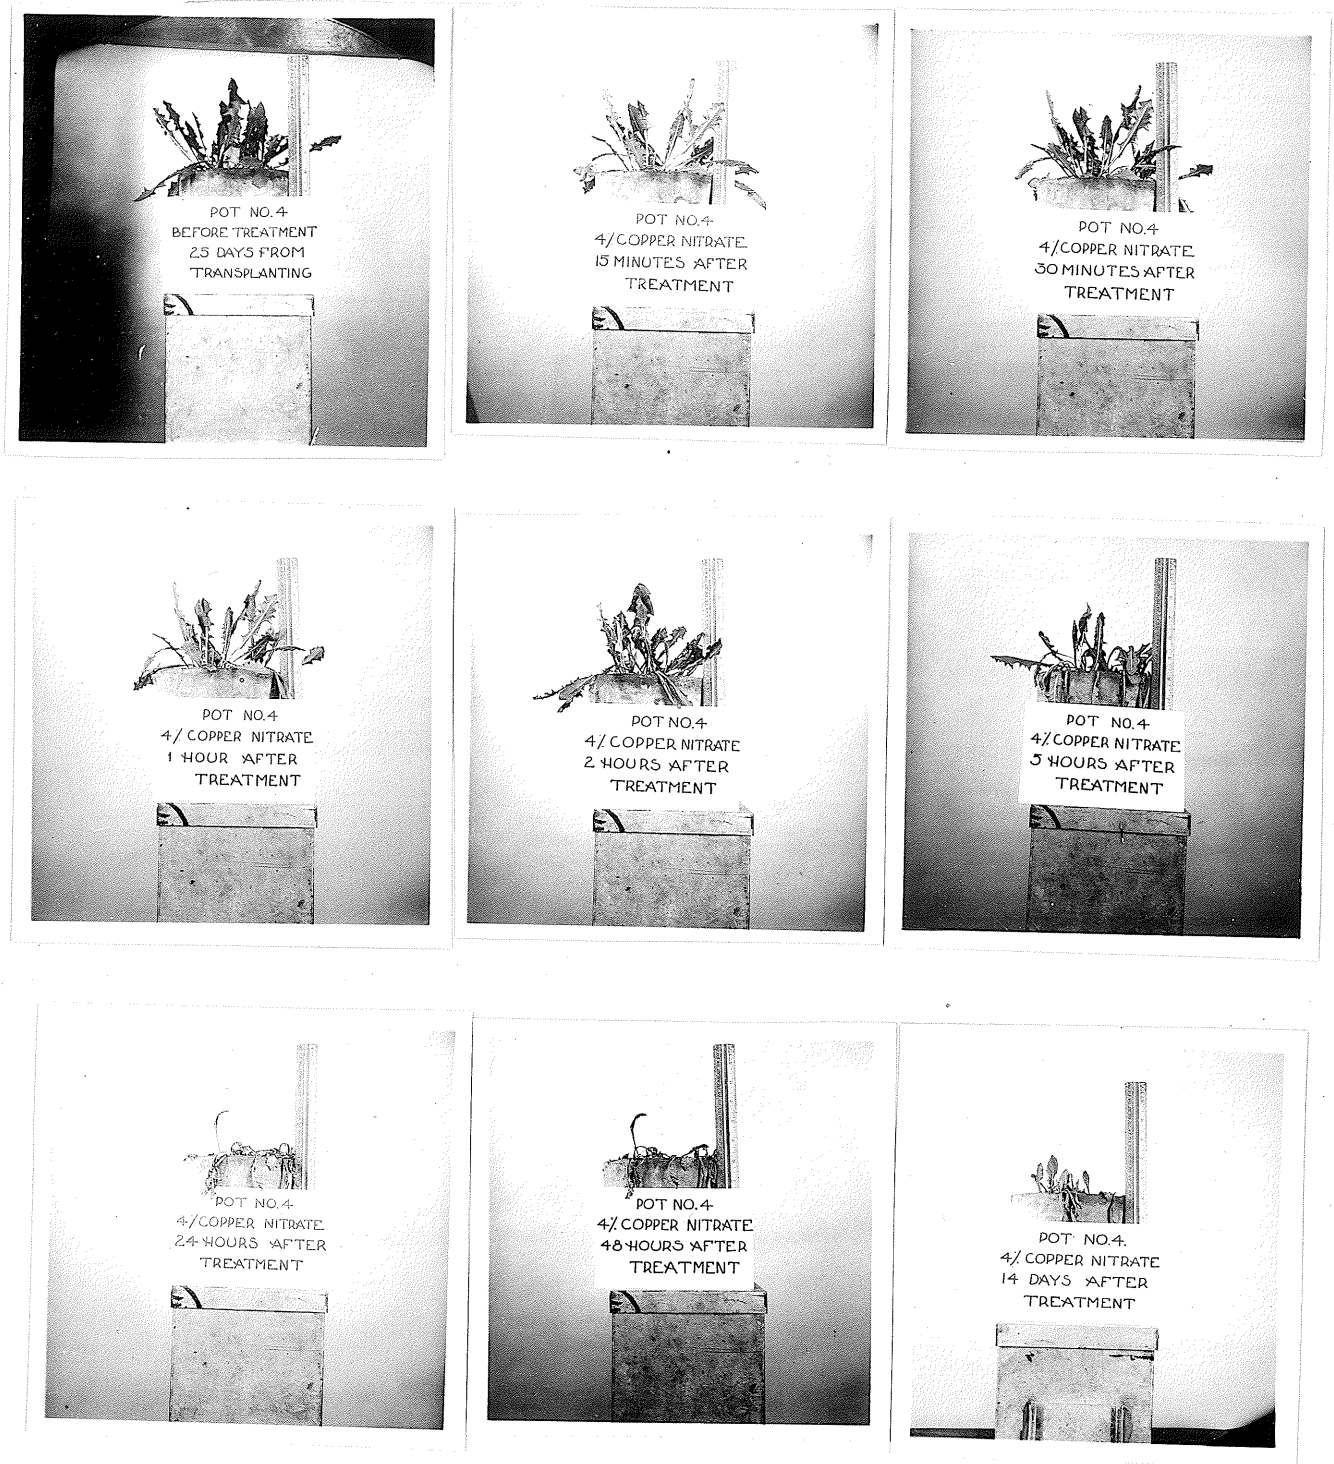 POT NO.4
BEFORE TREATMENT
25 DAYS FROM
TRANSPLANTING
POT NO.4
4/ COPPER NITRATE
15 MINUTES AFTER
TREATMENT
POT NO.4
4% COPPER NITRATE
30 MINUTES AFTER
TREATMENT
POT NO.4
4/ COPPER NITRATE
1 HOUR AFTER
TREATMENT
POT NO.4
4% COPPER NITRATE
2 HOURS AFTER
TREATMENT
POT NO.4
4% COPPER NITRATE
5 HOURS AFTER
TREATMENT
POT NO.4
4/ COPPER NITRATE
24 HOURS AFTER
TREATMENT
POT NO.4
4% COPPER NITRATE
48 HOURS AFTER
TREATMENT
POT NO.4.
4% COPPER NITRATE
14 DAYS AFTER
TREATMENT